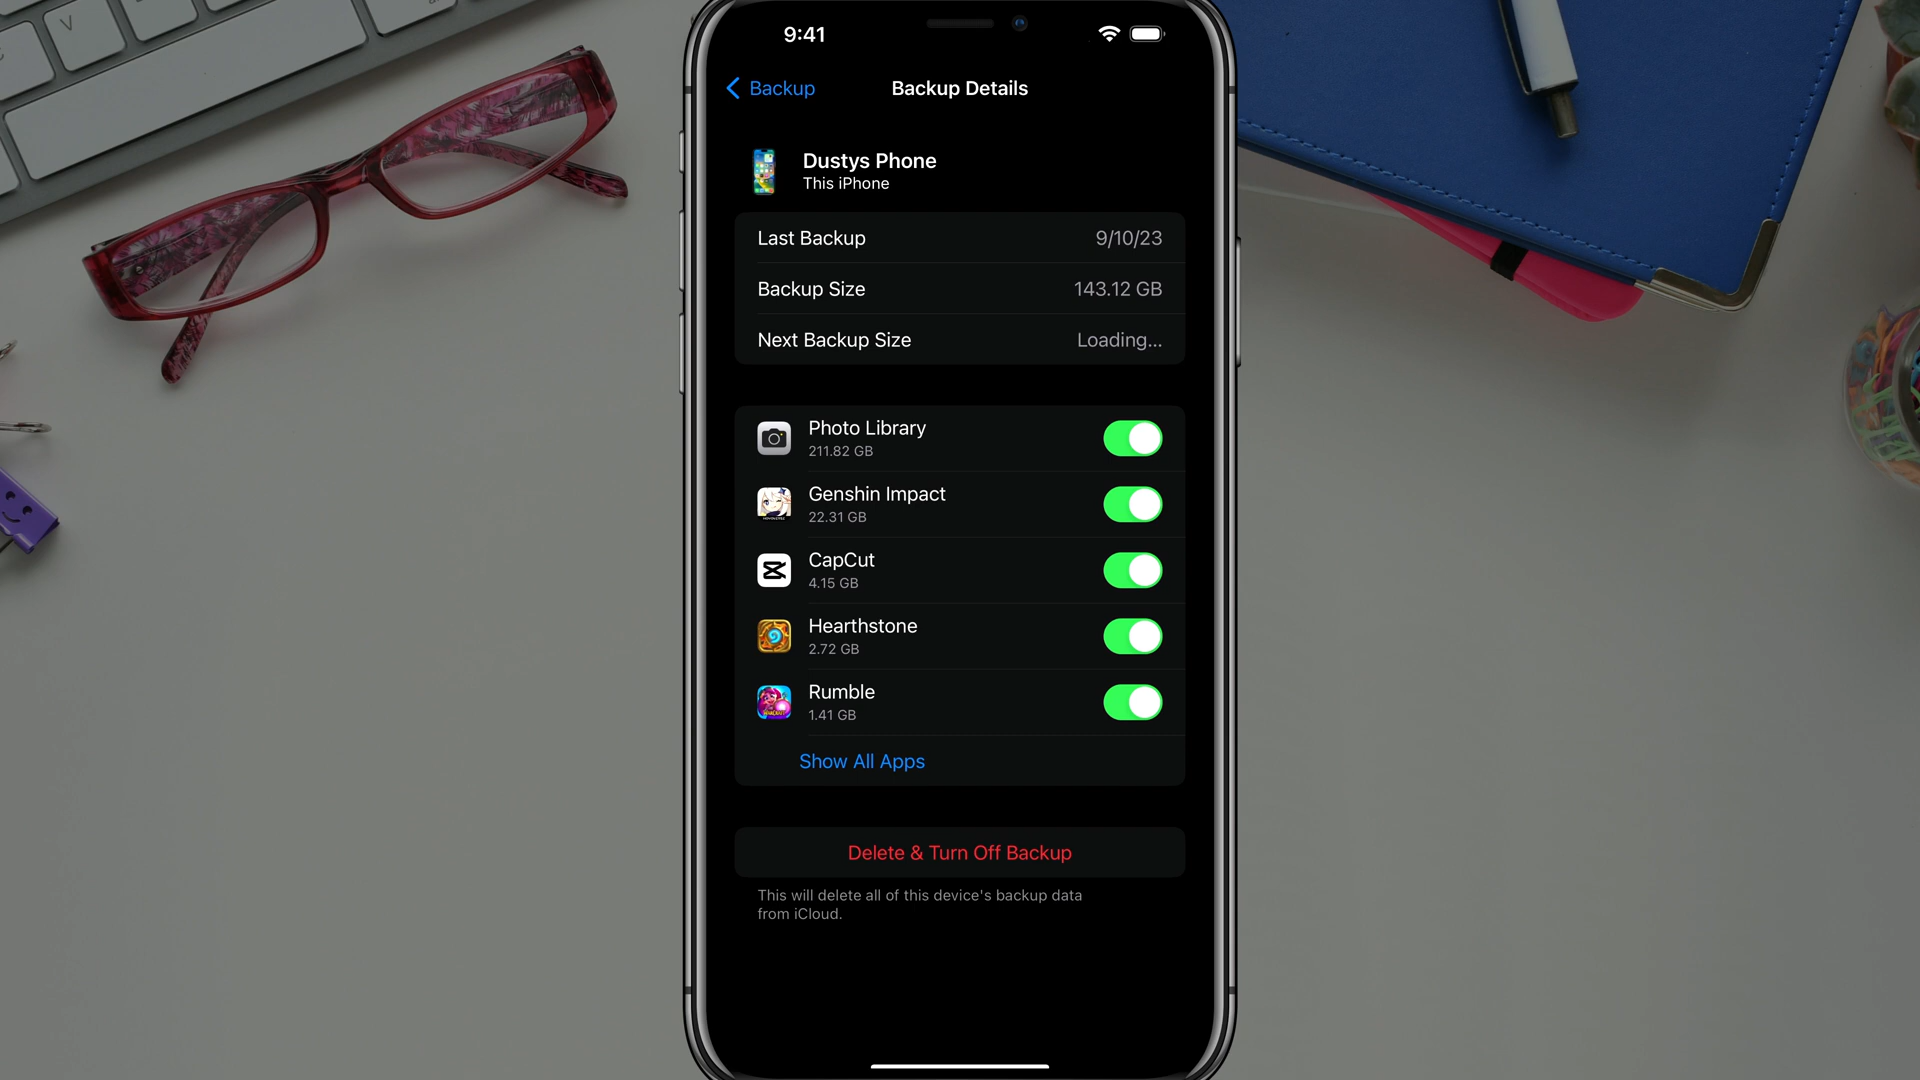 V
9:41
Backup
Backup Details
Dustys Phone
This iPhone
Last Backup
9/10/23
Backup Size
143.12 GB
Next Backup Size
Loading...
Photo Library
211.82 GB
Genshin Impact
22.31 GB
CapCut
4.15 GB
Hearthstone
2.72 GB
Rumble
1.41 GB
Show All Apps
Delete & Turn Off Backup
This will delete all of this device's backup data
from iCloud.